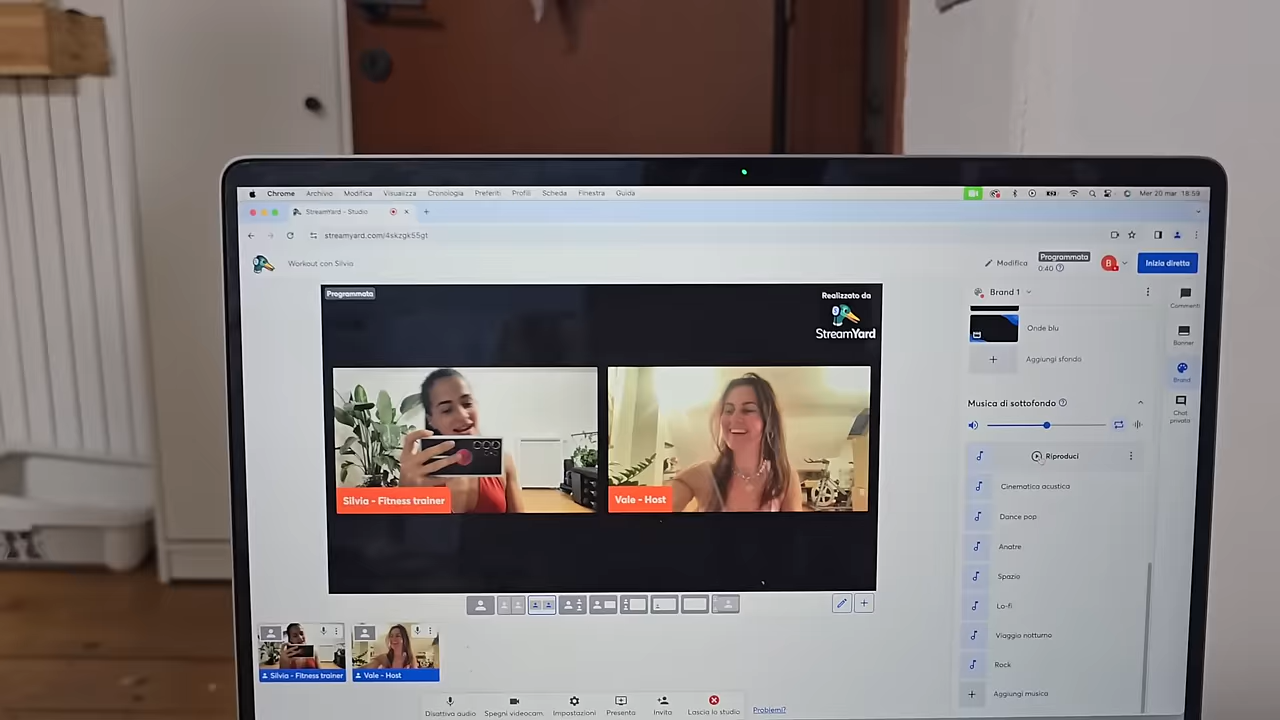 Chrome Archivio Modifica Visualizza Cronologia Preferiti Profili Scheda Finestra Guida
Mer 20 mar 18:59
StreamYard - Studio
streamyard.com/4skzgk55gt
Workout con Silvia
Modifica
Programmata
0:40
B
Inizia diretta
Programmata
Realizzato da
StreamYard
Silvia - Fitness trainer
Vale - Host
Brand 1
Onde blu
Aggiungi sfondo
Musica di sottofondo
Riproduci
Cinematica acustica
Dance pop
Anatre
Spazio
Lo-fi
Viaggio notturno
Rock
Aggiungi musica
Commenti
Banner
Brand
Chat
privata
Silvia - Fitness trainer
Vale - Host
Disattiva audio
Spegni videocam.
Impostazioni
Presenta
Invita
Lascia lo studio
Problemi?